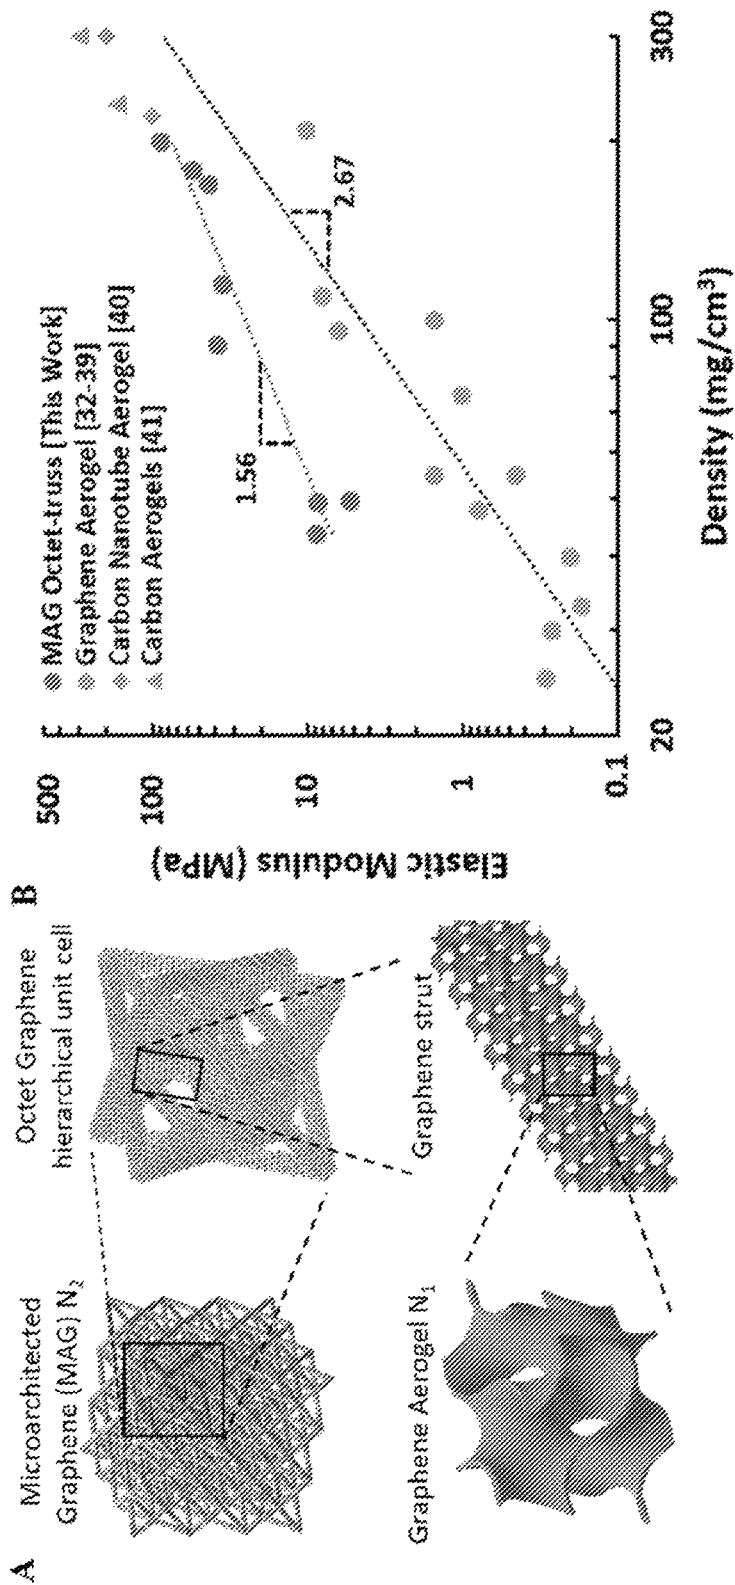 A
Microarchitected
Graphene (MAG) N₂
Octet Graphene
hierarchical unit cell
Graphene Aerogel N₁
Graphene strut
B
MAG Octet-truss [This Work]
Graphene Aerogel [32-39]
Carbon Nanotube Aerogel [40]
Carbon Aerogels [41]
1.56
2.67
500
100
10
1
0.1
Elastic Modulus (MPa)
20
100
300
Density (mg/cm³)